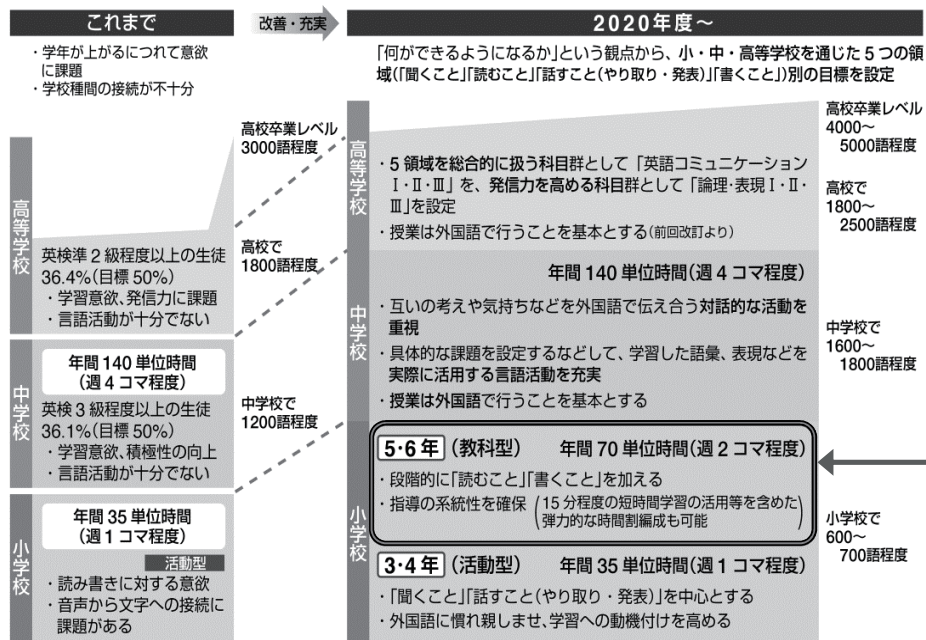 これまで
・学年が上がるにつれて意欲
に課題
・学校種間の接続が不十分
高校卒業レベル
3000語程度
高等学校
英検準2級程度以上の生徒
36.4%(目標50%)
・学習意欲、発信力に課題
・言語活動が十分でない
高校で
1800語程度
中学校
年間140単位時間
(週4コマ程度)
英検3級程度以上の生徒
36.1%(目標50%)
・学習意欲、積極性の向上
・言語活動が十分でない
中学校で
1200語程度
小学校
年間35単位時間
(週1コマ程度)
活動型
・読み書きに対する意欲
・音声から文字への接続に
課題がある
改善・充実
2020年度~
「何ができるようになるか」という観点から、小・中・高等学校を通じた5つの領
域(「聞くこと」「読むこと」「話すこと(やり取り・発表)」「書くこと」)別の目標を設定
高等学校
・5領域を総合的に扱う科目群として「英語コミュニケーション
Ⅰ・Ⅱ・Ⅲ」を、発信力を高める科目群として「論理・表現Ⅰ・Ⅱ・
Ⅲ」を設定
・授業は外国語で行うことを基本とする(前回改訂より)
高校卒業レベル
4000~
5000語程度
高校で
1800~
2500語程度
中学校
年間140単位時間(週4コマ程度)
・互いの考えや気持ちなどを外国語で伝え合う対話的な活動を
重視
・具体的な課題を設定するなどして、学習した語彙、表現などを
実際に活用する言語活動を充実
・授業は外国語で行うことを基本とする
中学校で
1600~
1800語程度
小学校
5・6年(教科型) 年間70単位時間(週2コマ程度)
・段階的に「読むこと」「書くこと」を加える
・指導の系統性を確保(15分程度の短時間学習の活用等を含めた
弾力的な時間割編成も可能)
3・4年(活動型) 年間35単位時間(週1コマ程度)
・「聞くこと」「話すこと(やり取り・発表)」を中心とする
・外国語に慣れ親しませ、学習への動機付けを高める
小学校で
600~
700語程度